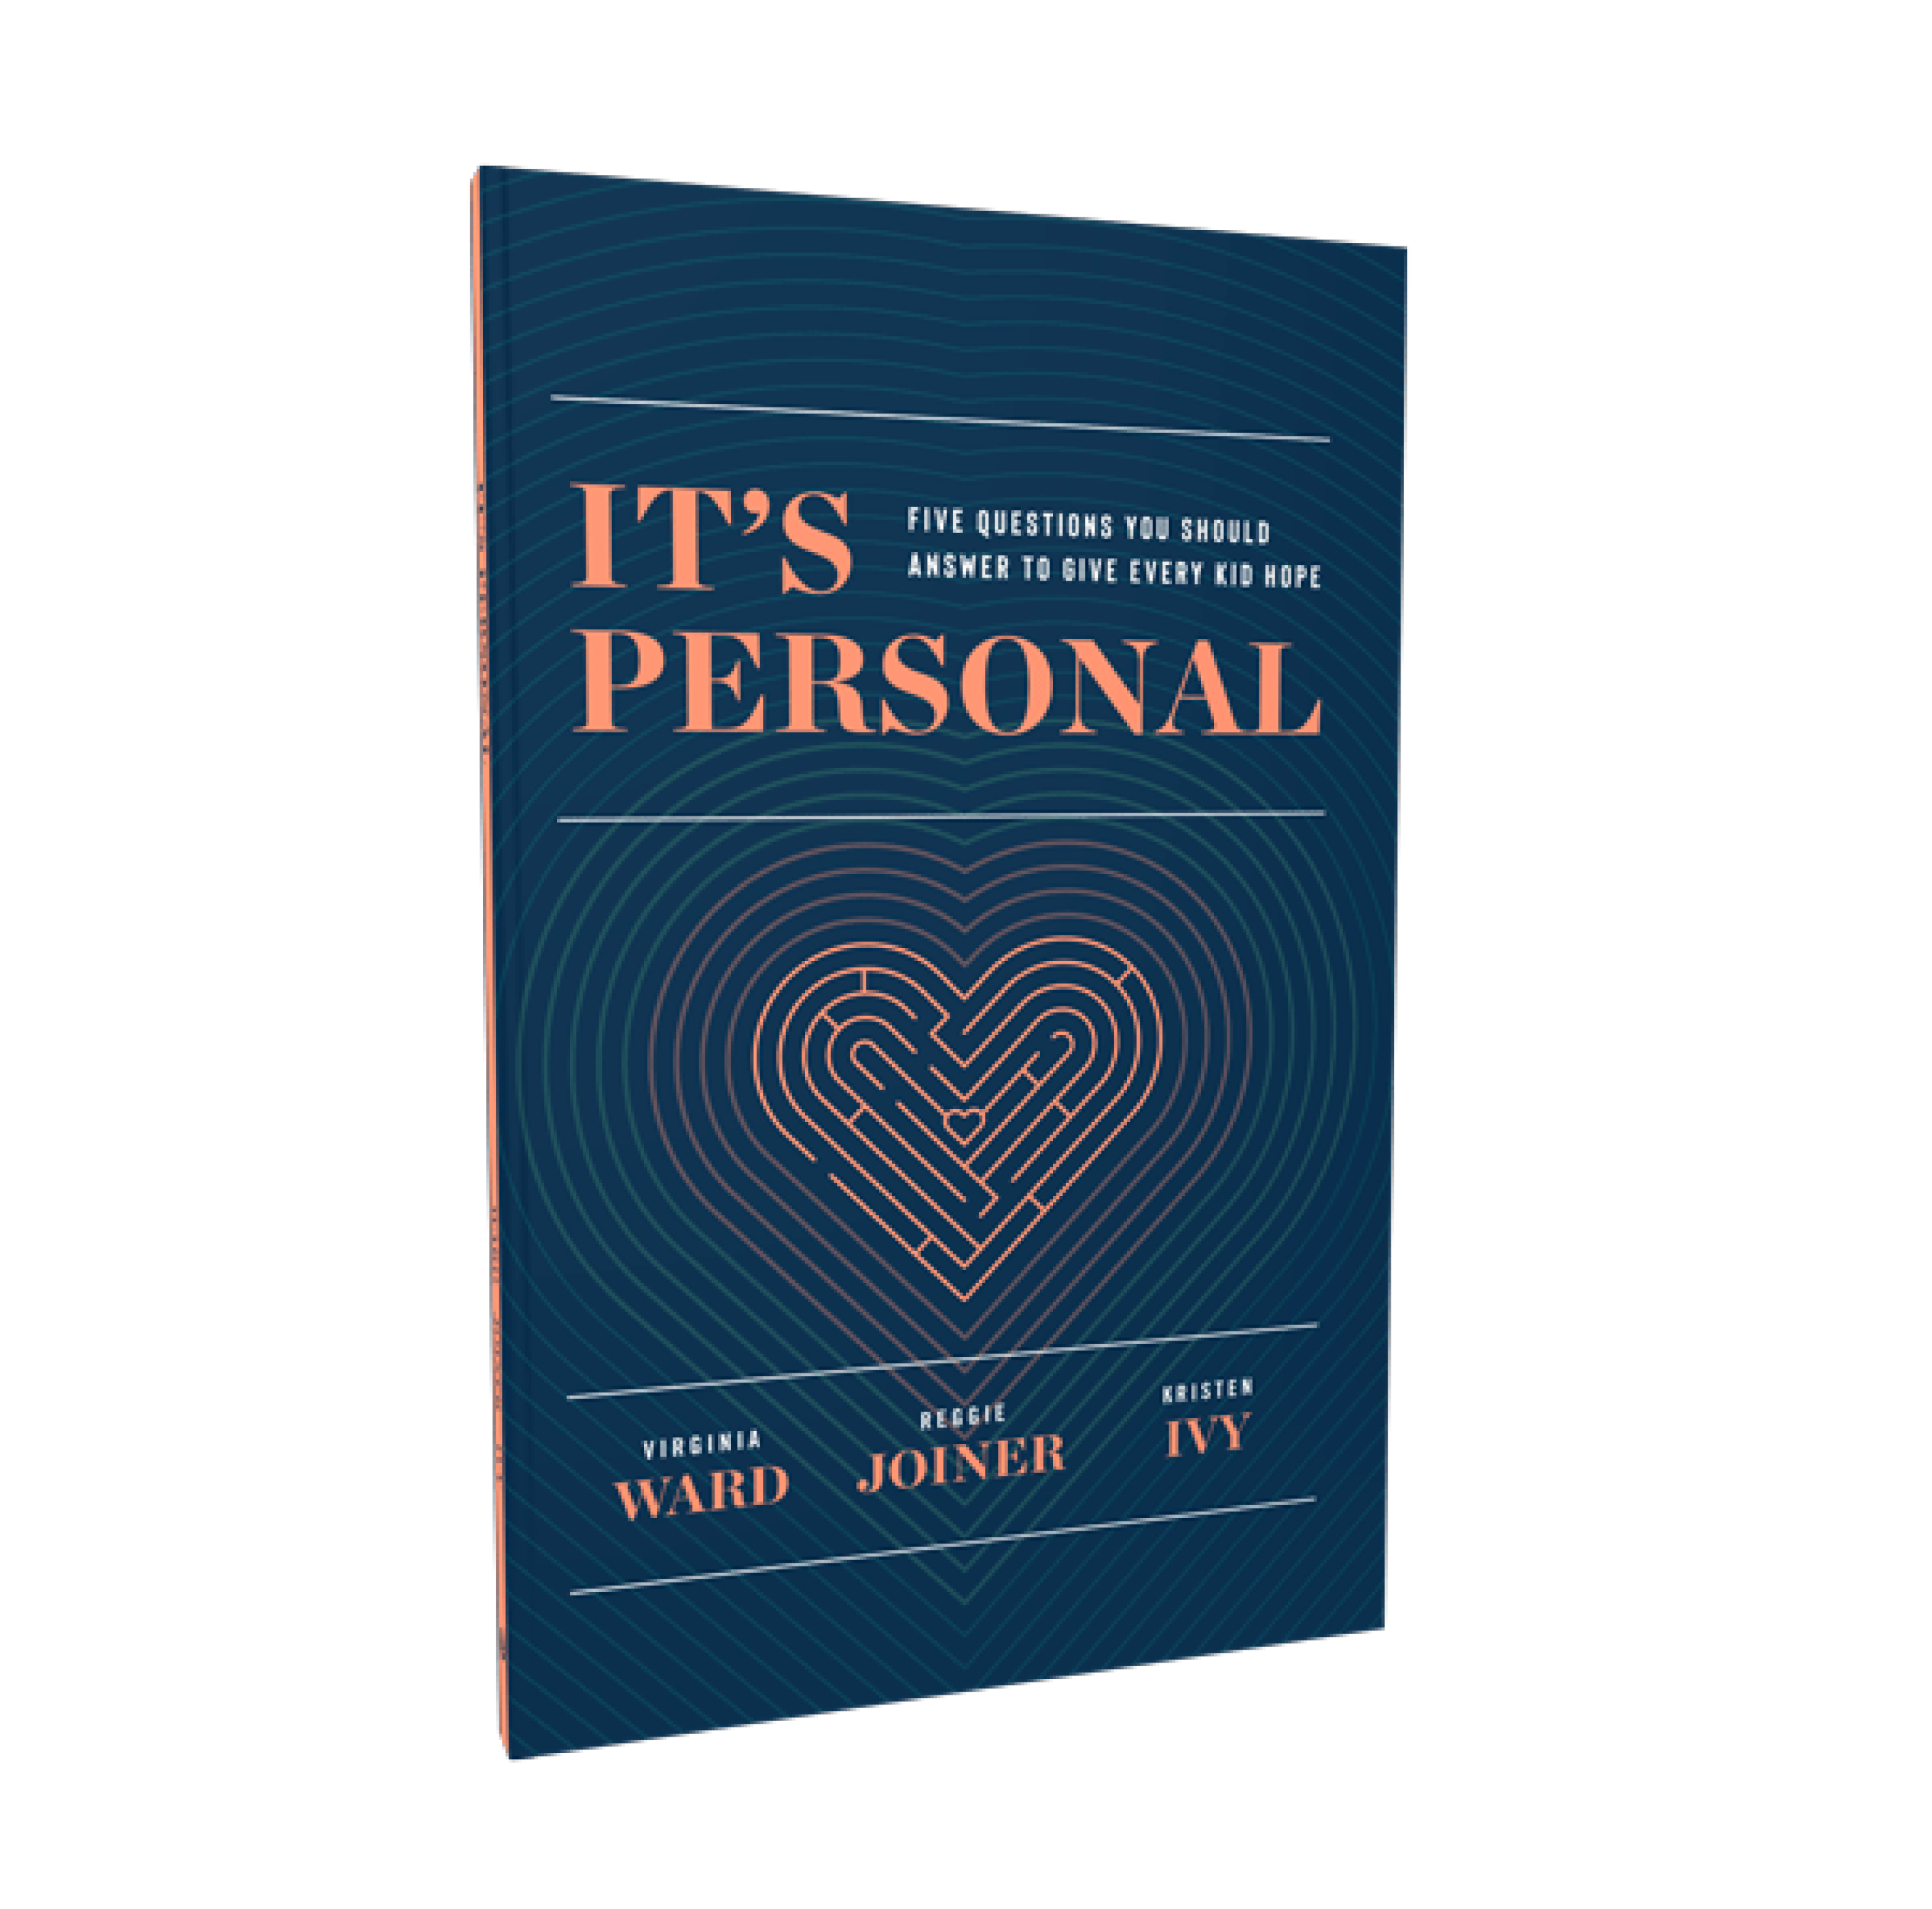 IT'S
FIVE QUESTIONS YOU SHOULD
ANSWER TO GIVE EVERY KID HOPE
PERSONAL
VIRGINIA
WARD
REGGIE
JOINER
KRISTEN
IVY